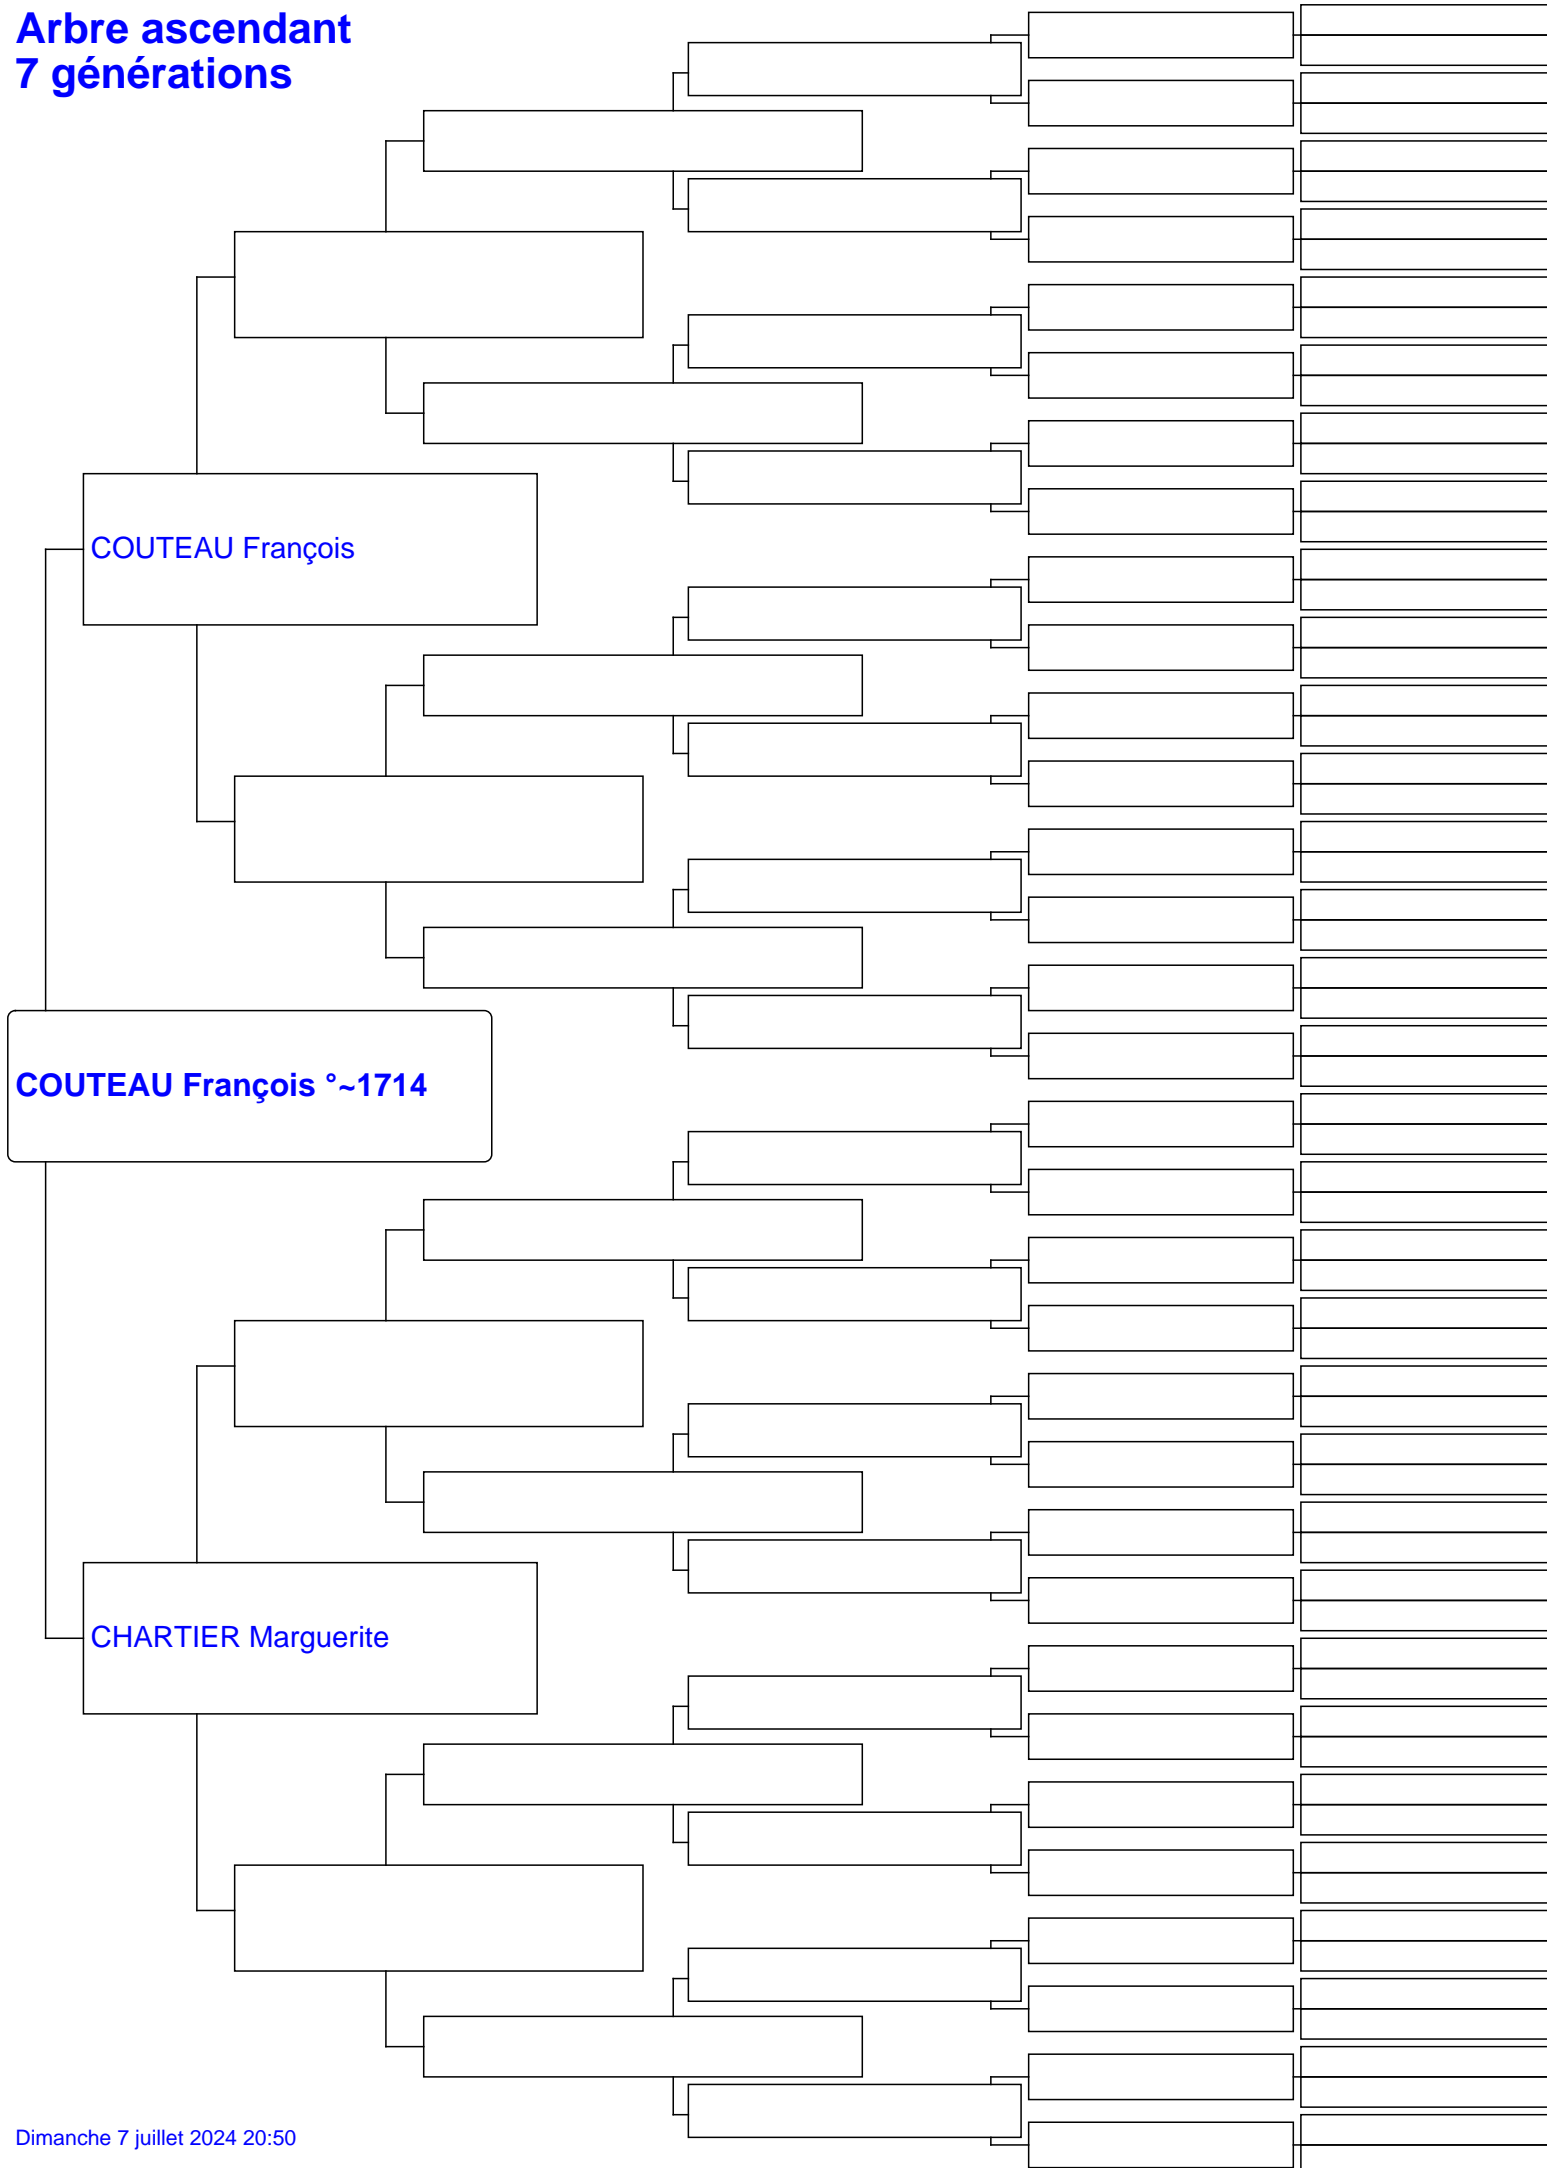 Arbre ascendant
7 générations
COUTEAU François
COUTEAU François °~1714
CHARTIER Marguerite
Dimanche 7 juillet 2024 20:50